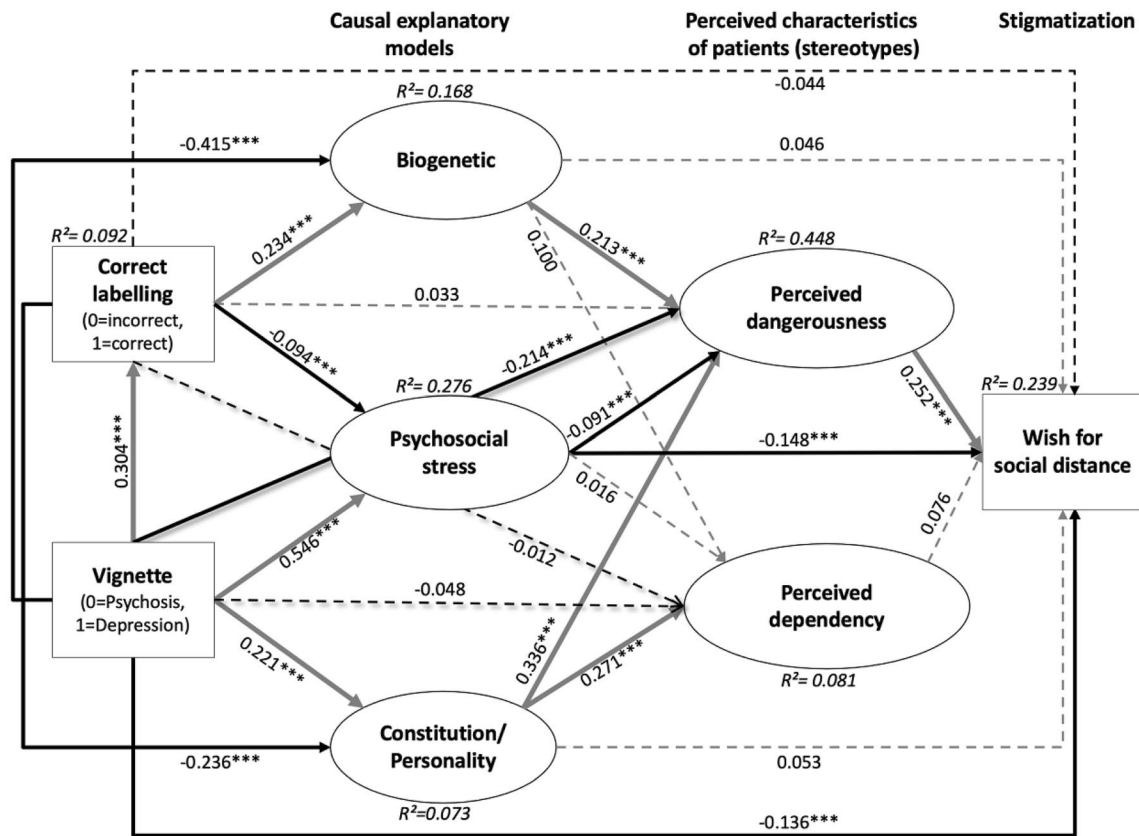 Causal explanatory
models
Perceived characteristics
of patients (stereotypes)
Stigmatization
R²= 0.168
-0.044
-0.415***
Biogenetic
0.046
R²= 0.092
0.234***
0.100
0.213***
R²= 0.448
Correct
labelling
(0=incorrect,
1=correct)
0.033
Perceived
dangerousness
-0.094***
-0.214***
R²= 0.276
0.252***
R²= 0.239
-0.091***
0.304***
Psychosocial
stress
-0.148***
Wish for
social distance
0.016
0.076
0.546***
-0.012
Vignette
(0=Psychosis,
1=Depression)
-0.048
Perceived
dependency
0.221***
0.336***
0.271***
R²= 0.081
Constitution/
Personality
-0.236***
0.053
R²=0.073
-0.136***